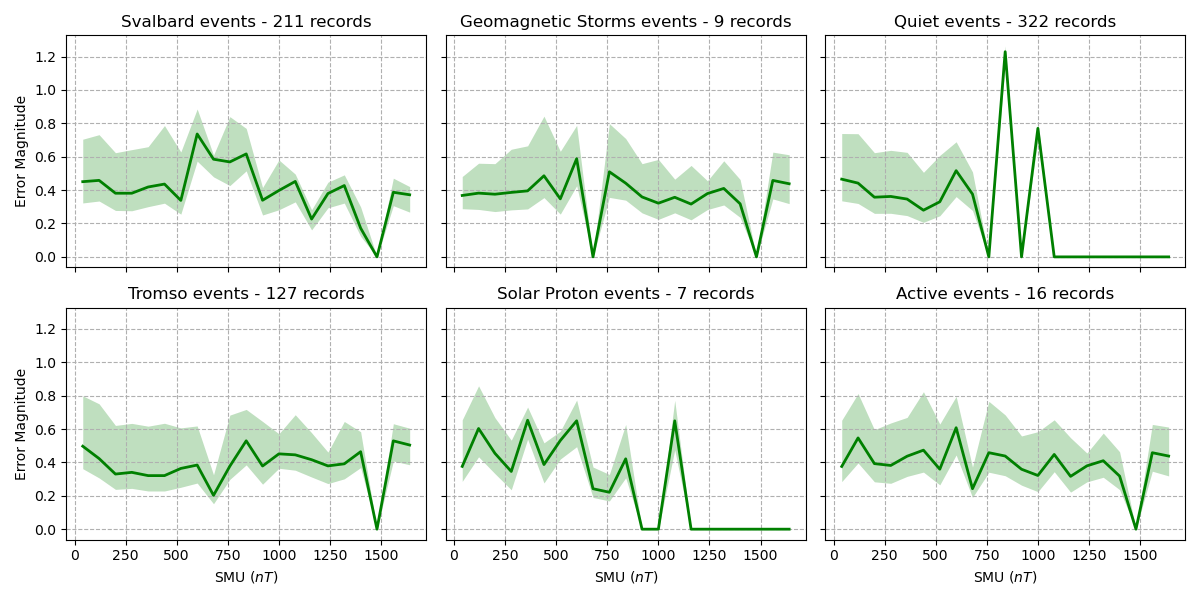 Svalbard events - 211 records
Geomagnetic Storms events - 9 records
Quiet events - 322 records
Error Magnitude
1.2
1.0
0.8
0.6
0.4
0.2
0.0
Tromso events - 127 records
Solar Proton events - 7 records
Active events - 16 records
Error Magnitude
1.2
1.0
0.8
0.6
0.4
0.2
0.0
0 250 500 750 1000 1250 1500
0 250 500 750 1000 1250 1500
0 250 500 750 1000 1250 1500
SMU (nT)
SMU (nT)
SMU (nT)